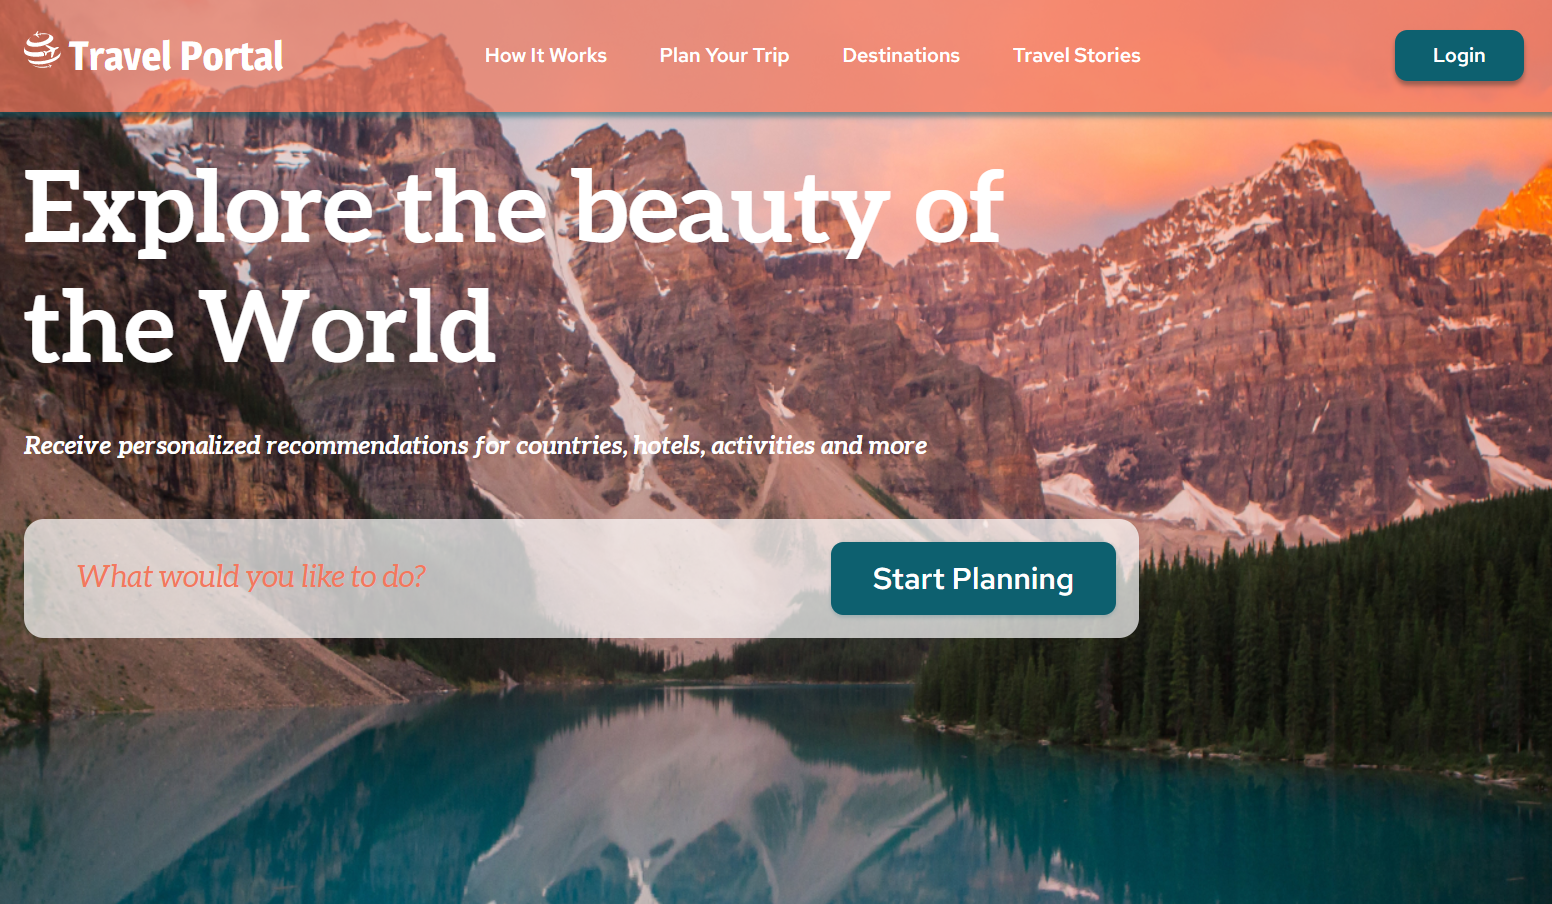 Travel Portal
How It Works
Plan Your Trip
Destinations
Travel Stories
Login
Explore the beauty of
the World
Receive personalized recommendations for countries, hotels, activities and more
What would you like to do?
Start Planning